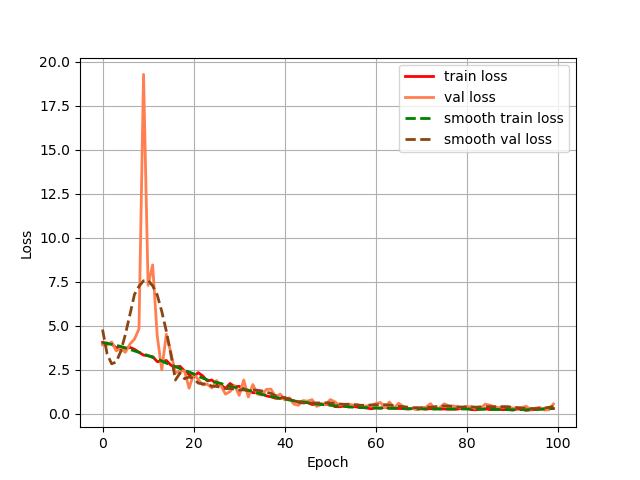 20.0
17.5
15.0
12.5
10.0
7.5
5.0
2.5
0.0
Loss
0 20 40 60 80 100
Epoch
train loss
val loss
smooth train loss
smooth val loss